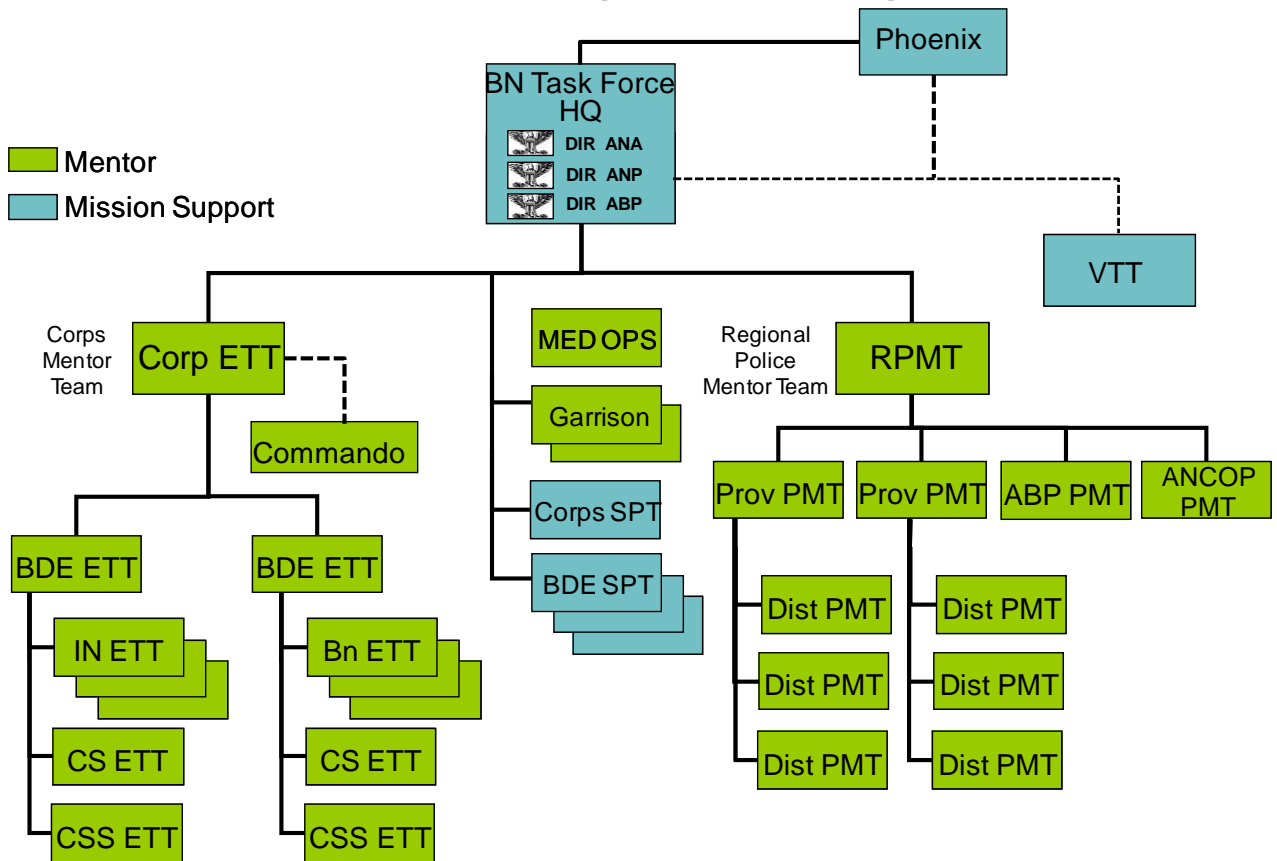 Phoenix
BN Task Force
HQ
DIR ANA
DIR ANP
DIR ABP
Mentor
Mission Support
VTT
Corps
Mentor
Team
Corp ETT
MED OPS
Regional
Police
Mentor Team
RPMT
Commando
Garrison
Prov PMT
Prov PMT
ABP PMT
ANCOP
PMT
Corps SPT
BDE ETT
BDE ETT
BDE SPT
Dist PMT
Dist PMT
IN ETT
Bn ETT
Dist PMT
Dist PMT
CS ETT
CS ETT
Dist PMT
Dist PMT
CSS ETT
CSS ETT